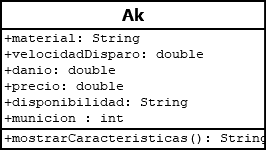 Ak
+material: String
+velocidadDisparo: double
+danio: double
+precio: double
+disponibilidad: String
+municion : int
+mostrarCaracteristicas(): String